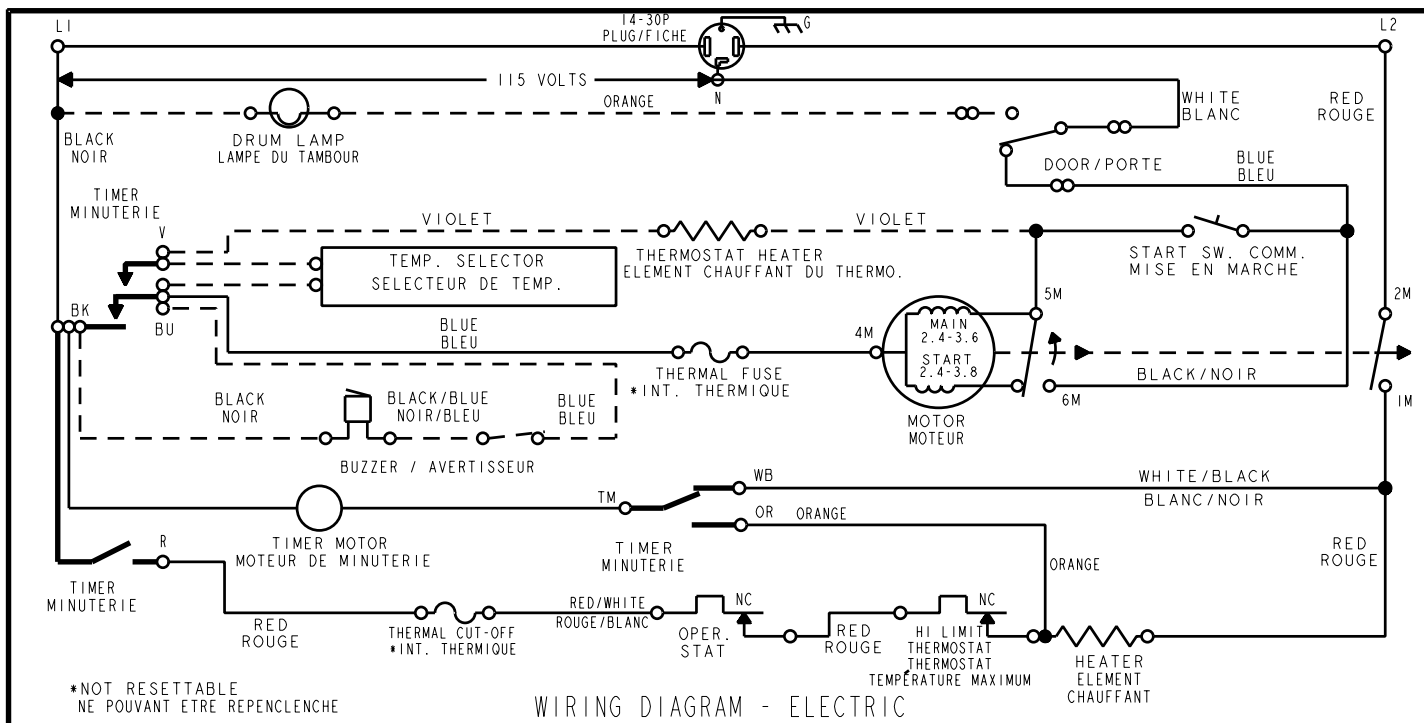 L1
14-30P
PLUG/FICHE
G
L2
115 VOLTS
N
ORANGE
WHITE
BLANC
RED
ROUGE
BLACK
NOIR
DRUM LAMP
LAMPE DU TAMBOUR
DOOR/PORTE
BLUE
BLEU
TIMER
MINUTERIE
V
VIOLET
VIOLET
THERMOSTAT HEATER
ELEMENT CHAUFFANT DU THERMO.
START SW. COMM.
MISE EN MARCHE
TEMP. SELECTOR
SELECTEUR DE TEMP.
BK
BU
BLUE
BLEU
4M
MAIN
2.4-3.6
START
2.4-3.8
5M
2M
THERMAL FUSE
*INT. THERMIQUE
BLACK/NOIR
6M
1M
MOTOR
MOTEUR
BLACK
NOIR
BLACK/BLUE
NOIR/BLEU
BLUE
BLEU
BUZZER / AVERTISSEUR
WB
WHITE/BLACK
BLANC/NOIR
TM
OR
ORANGE
TIMER MOTOR
MOTEUR DE MINUTERIE
TIMER
MINUTERIE
R
RED
ROUGE
ORANGE
TIMER
MINUTERIE
RED
ROUGE
THERMAL CUT-OFF
*INT. THERMIQUE
RED/WHITE
ROUGE/BLANC
NC
OPER.
STAT
RED
ROUGE
NC
HI LIMIT
THERMOSTAT
THERMOSTAT
TEMPÉRATURE MAXIMUM
HEATER
ELEMENT
CHAUFFANT
*NOT RESETTABLE
NE POUVANT ETRE REPENCLENCHE
WIRING DIAGRAM - ELECTRIC